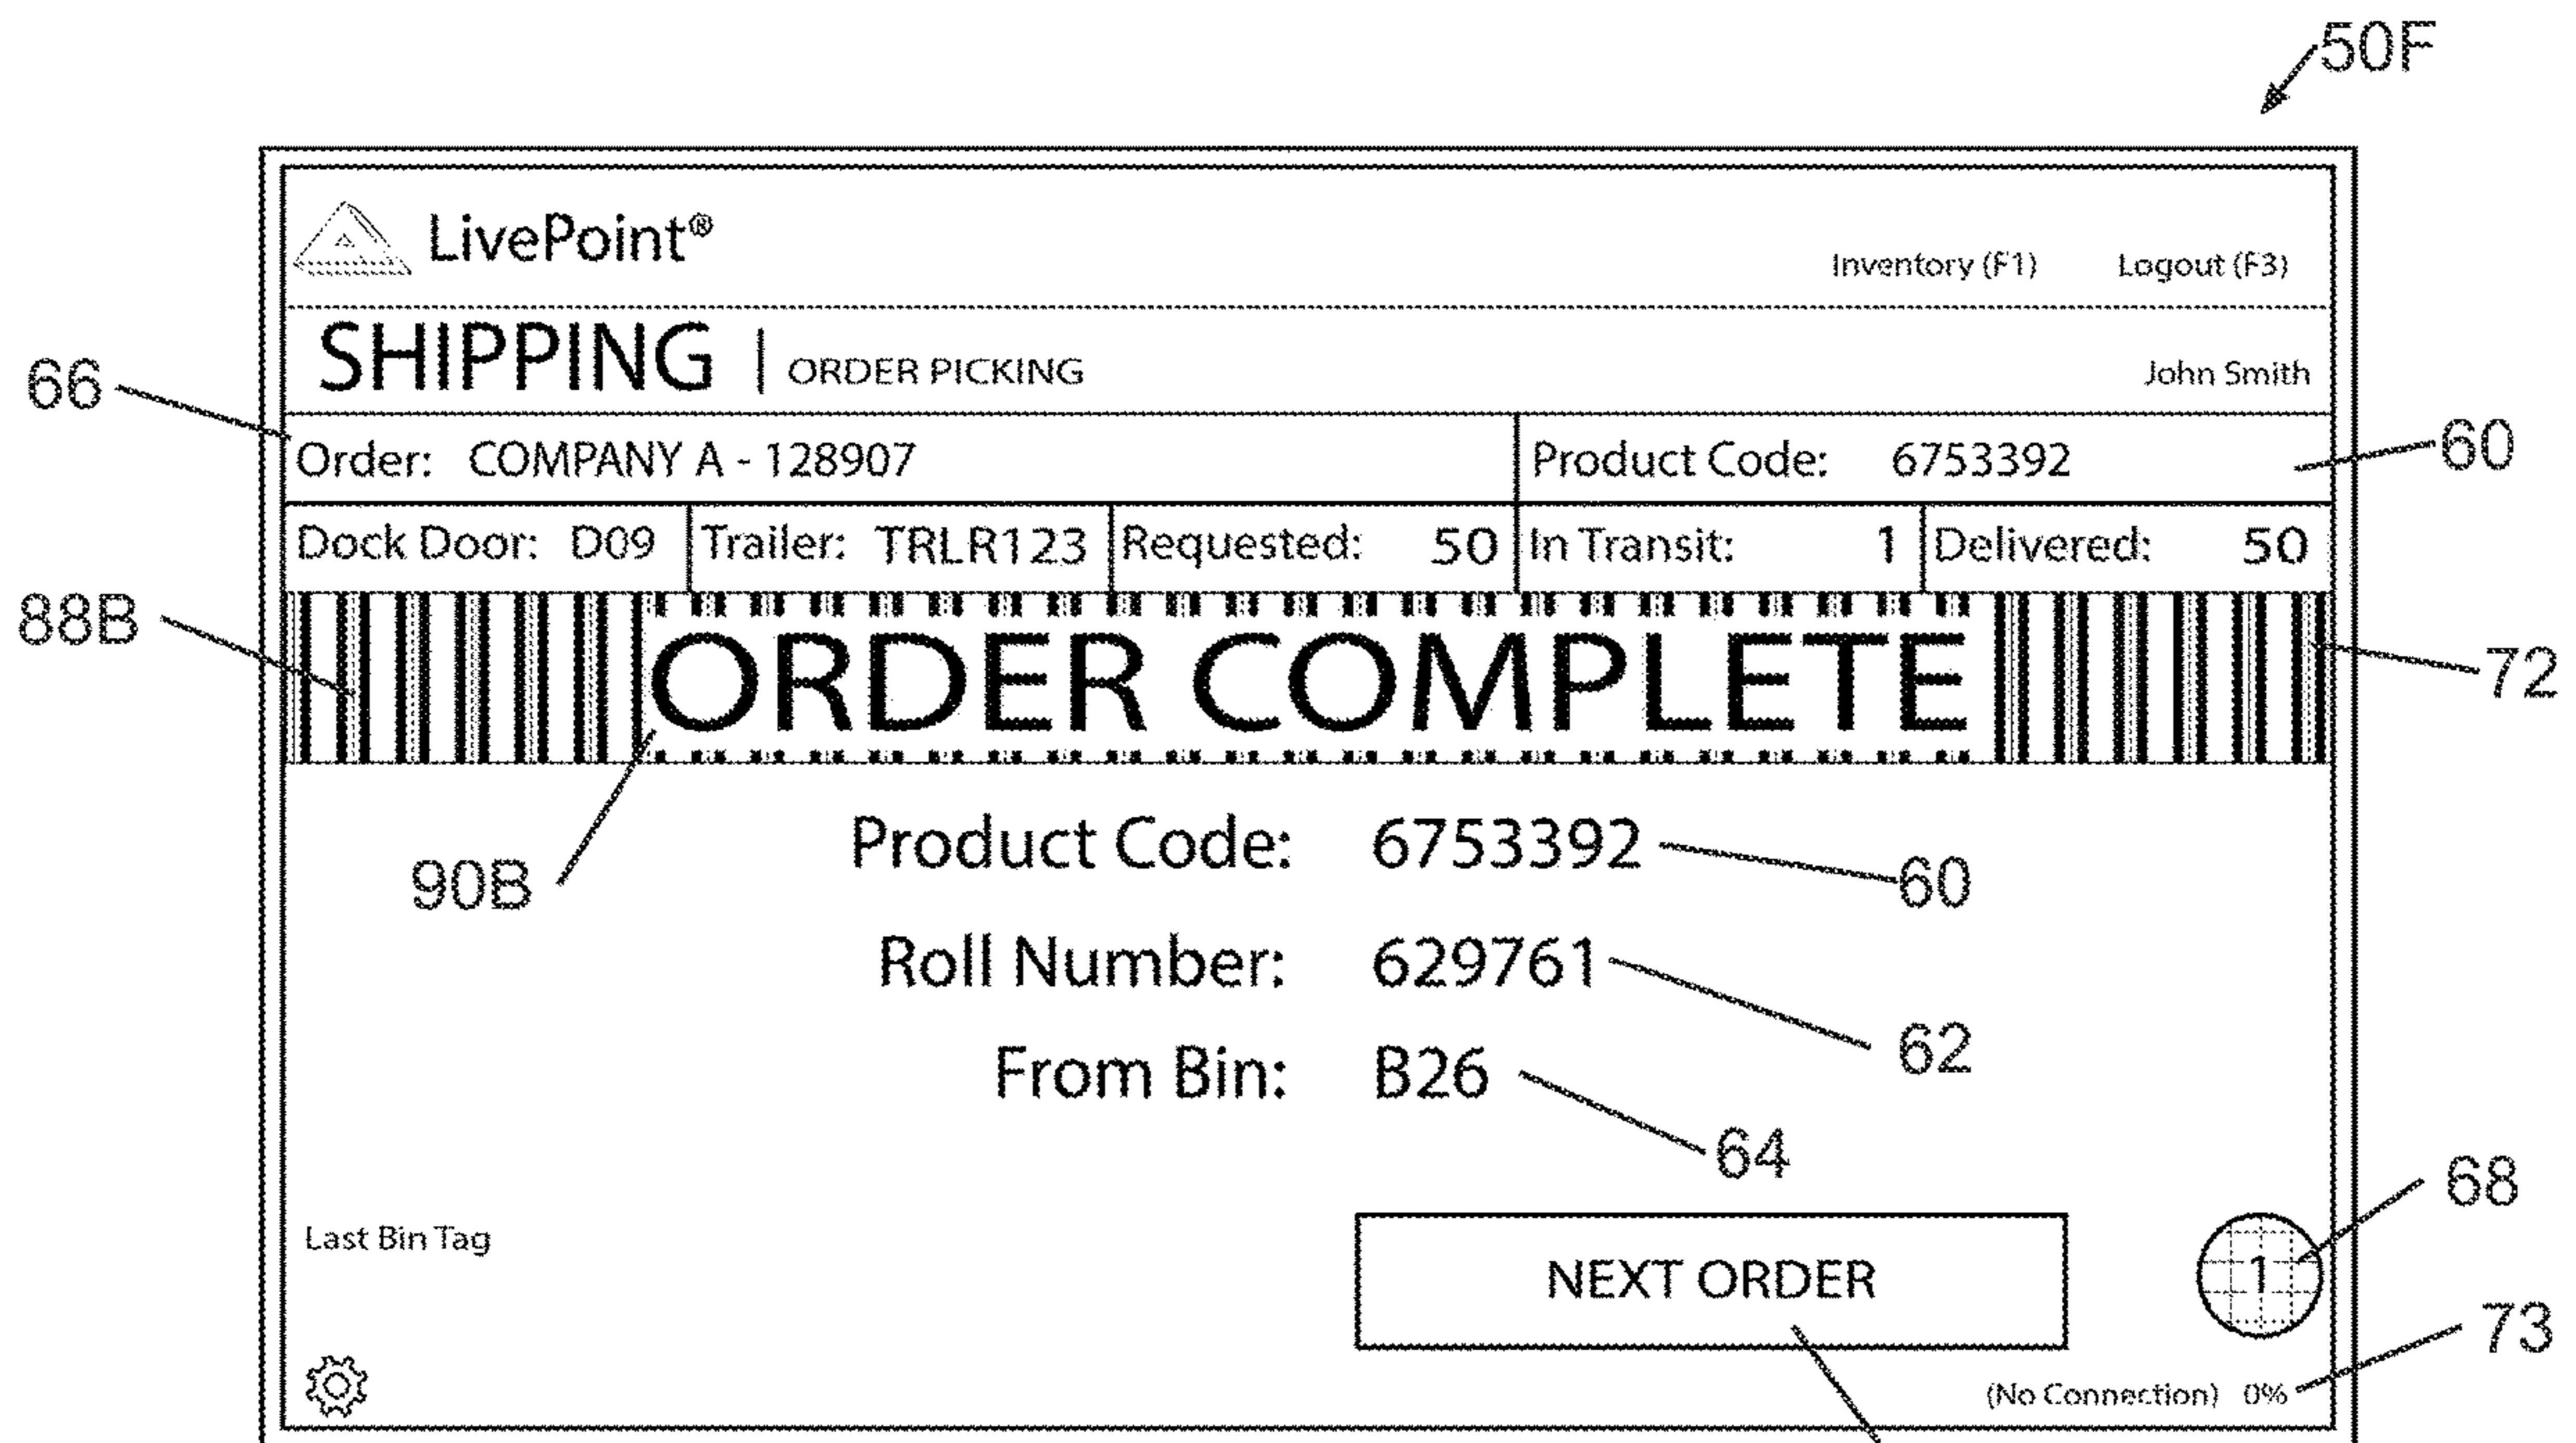 50F
LivePoint®
Inventory (F1) Logout (F3)
SHIPPING | ORDER PICKING
John Smith
66
Order: COMPANY A - 128907 Product Code: 6753392
60
Dock Door: D09 Trailer: TRLR123 Requested: 50 In Transit: 1 Delivered: 50
88B
ORDER COMPLETE
72
Product Code: 6753392
90B
60
Roll Number: 629761
62
From Bin: B26
64
68
Last Bin Tag
NEXT ORDER
1
73
(No Connection) 0%